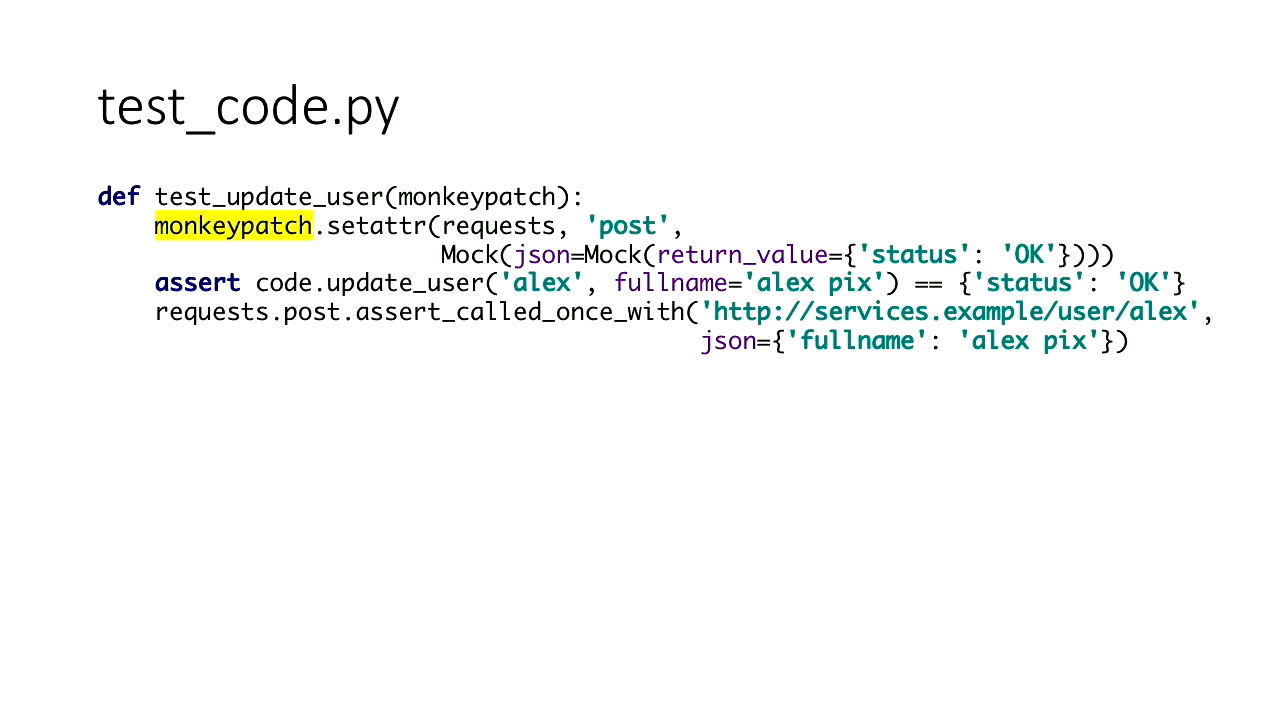 test_code.py
def test_update_user(monkeypatch):
    monkeypatch.setattr(requests, 'post',
                        Mock(json=Mock(return_value={'status': 'OK'})))
    assert code.update_user('alex', fullname='alex pix') == {'status': 'OK'}
    requests.post.assert_called_once_with('http://services.example/user/alex',
                                          json={'fullname': 'alex pix'})